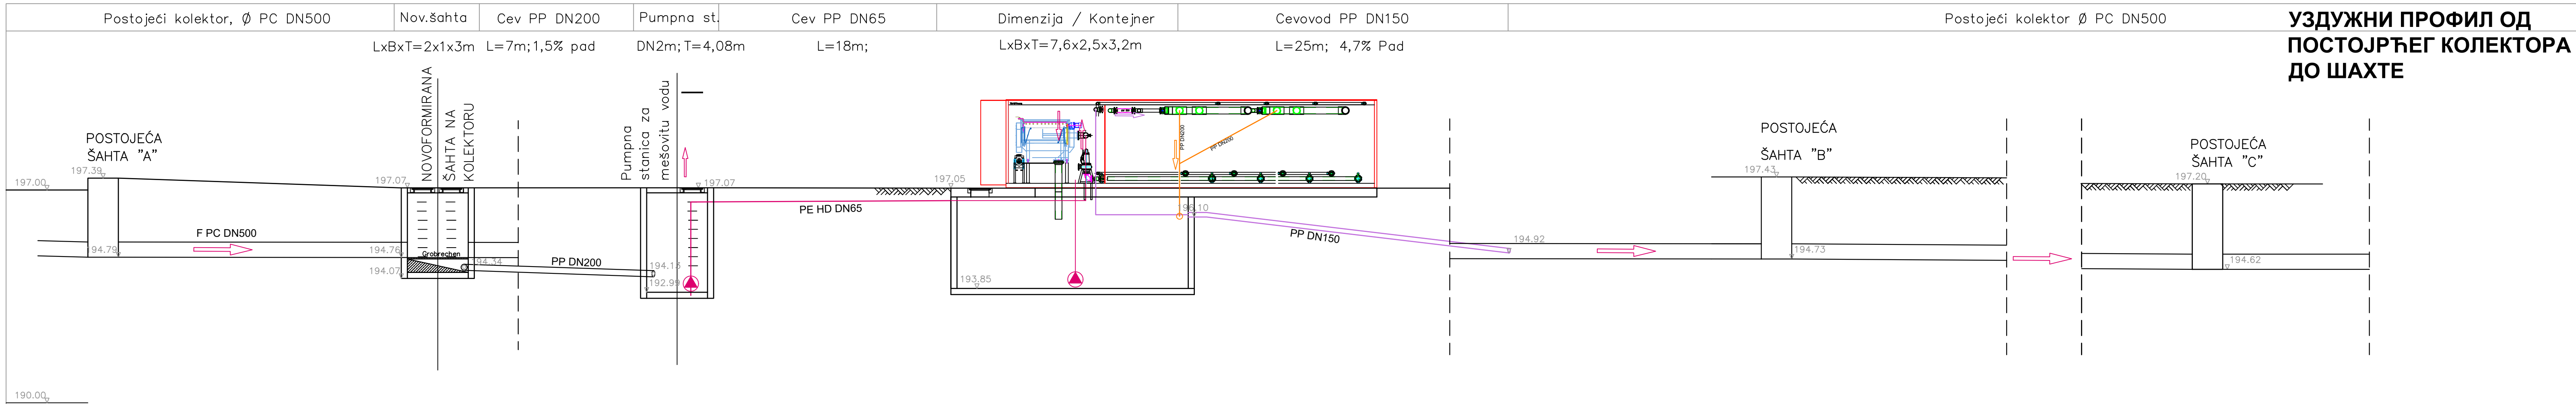 Postojeći kolektor, Ø PC DN500
Nov.šahta
Cev PP DN200
Pumpna st.
Cev PP DN65
Dimenzija / Kontejner
Cevovod PP DN150
Postojeći kolektor Ø PC DN500
УЗДУЖНИ ПРОФИЛ ОД
ПОСТОЈРЂЕГ КОЛЕКТОРА
ДО ШАХТЕ
LxBxT=2x1x3m
L=7m;1,5% pad
DN2m;T=4,08m
L=18m;
LxBxT=7,6x2,5x3,2m
L=25m; 4,7% Pad
POSTOJEĆA
ŠAHTA "A"
197.39
197.00
NOVOFORMIRANA
ŠAHTA NA
KOLEKTORU
197.07
Pumpna
stanica za
mešovitu vodu
197.07
197.05
PP DN200
PP DN200
POSTOJEĆA
ŠAHTA "B"
197.43
POSTOJEĆA
ŠAHTA "C"
197.20
F PC DN500
194.79
194.76
Grobrechen
194.34
194.07
PP DN200
194.13
192.99
PE HD DN65
196.10
PP DN150
193.85
194.92
194.73
194.62
190.00